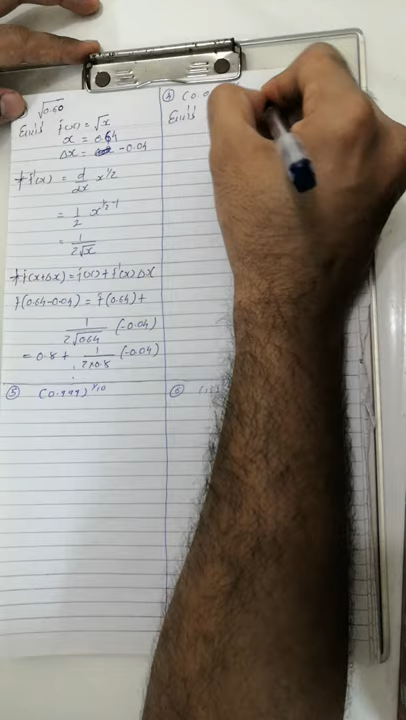 √0.60
f(x) = √x
x = 0.64
Δx = -0.04
f'(x) = d/dx x^1/2
= 1/2 x^1/2-1
= 1/2√x
f(x+Δx) = f(x) + f'(x) Δx
f(0.64-0.04) = f(0.64) +
1/2√0.64 (-0.04)
= 0.8 + 1/2×0.8 (-0.04)
④ (0.0
⑤ (0.999)^1/10
⑥